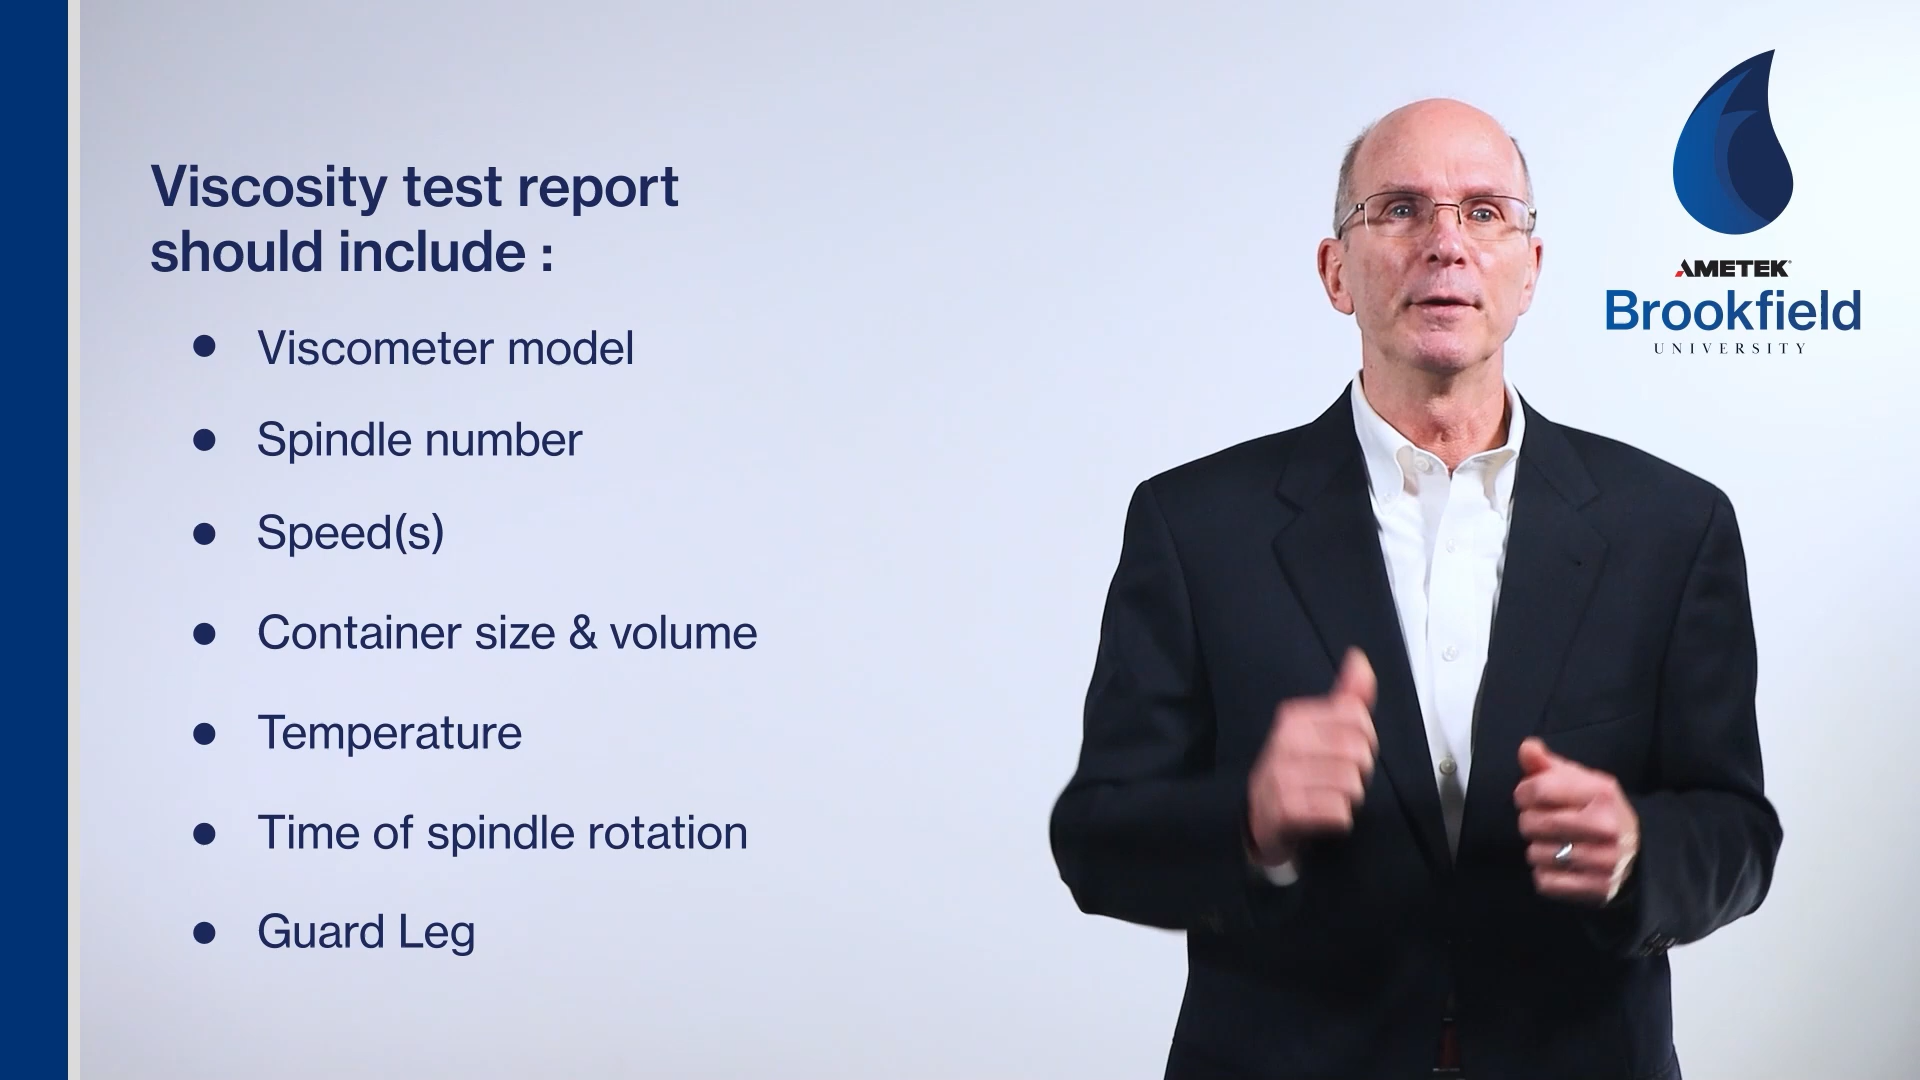 Viscosity test report
should include :
● Viscometer model
● Spindle number
● Speed(s)
● Container size & volume
● Temperature
● Time of spindle rotation
● Guard Leg
AMETEK
Brookfield
UNIVERSITY